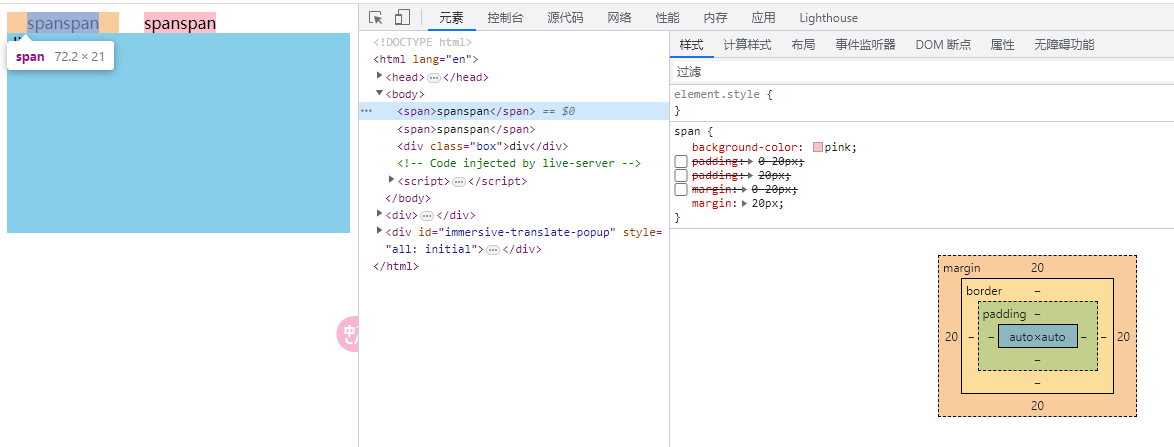 spanspan spanspan
span 72.2 × 21
元素 控制台 源代码 网络 性能 内存 应用 Lighthouse
<!DOCTYPE html>
<html lang="en">
<head>…</head>
<body>
<span>spanspan</span> == $0
<span>spanspan</span>
<div class="box">div</div>
<!-- Code injected by live-server -->
<script>…</script>
</body>
<div>…</div>
<div id="immersive-translate-popup" style=
"all: initial">…</div>
</html>
样式 计算样式 布局 事件监听器 DOM 断点 属性 无障碍功能
过滤
element.style {
}
span {
background-color: pink;
padding: 0 20px;
padding: 20px;
margin: 0 20px;
margin: 20px;
}
margin 20
border –
padding –
20 – – auto×auto – – 20
–
–
20